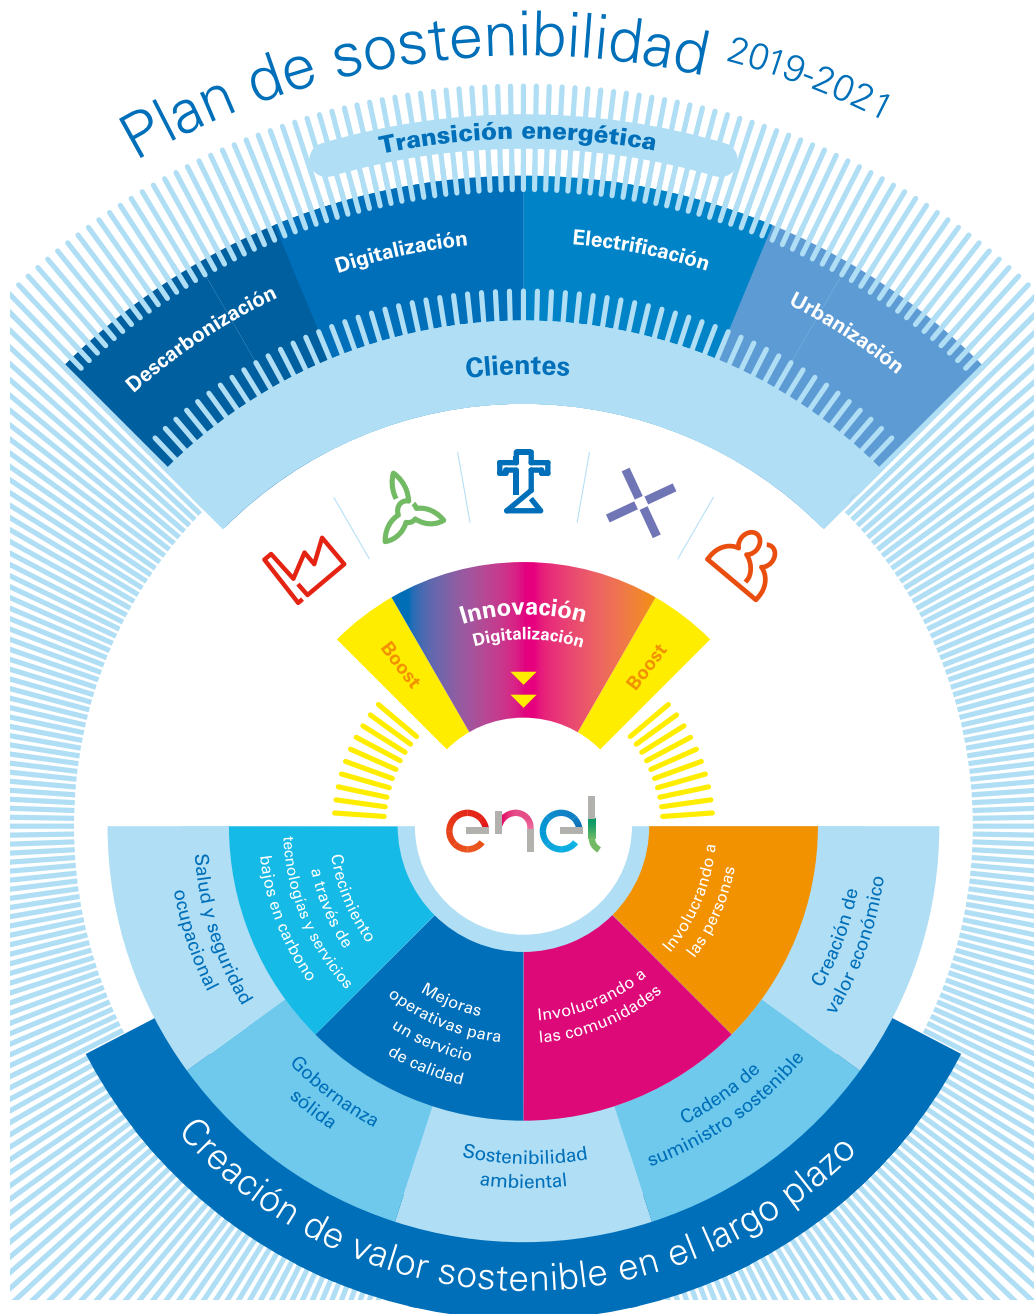 Plan de sostenibilidad 2019-2021
Transición energética
Descarbonización
Digitalización
Electrificación
Urbanización
Clientes
Boost
Innovación
Digitalización
Boost
enel
Salud y seguridad
ocupacional
Crecimiento
a través de
tecnologías y servicios
bajos en carbono
Mejoras
operativas para
un servicio
de calidad
Involucrando a
las comunidades
Involucrando a
las personas
Creación de
valor económico
Gobernanza
sólida
Sostenibilidad
ambiental
Cadena de
suministro sostenible
Creación de valor sostenible en el largo plazo